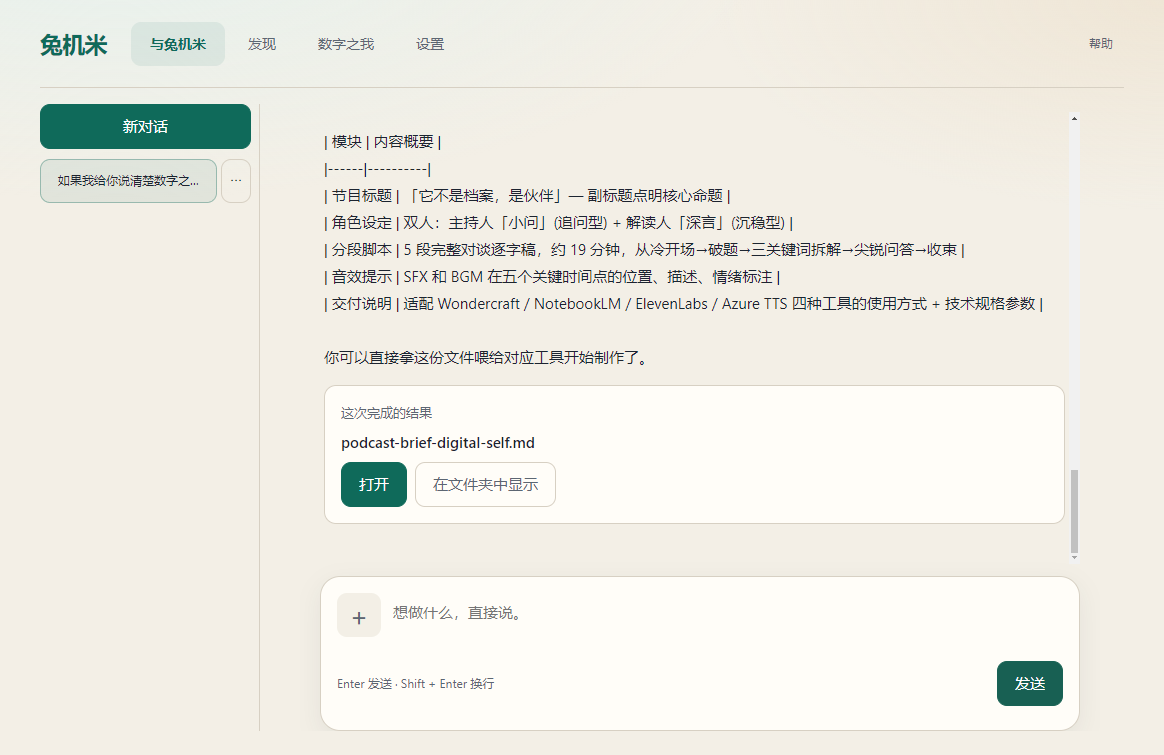 兔机米
与兔机米
发现
数字之我
设置
帮助
新对话
如果我给你说清楚数字之...
...
| 模块 | 内容概要 |
|------|----------|
| 节目标题 | 「它不是档案，是伙伴」— 副标题点明核心命题 |
| 角色设定 | 双人：主持人「小问」(追问型) + 解读人「深言」(沉稳型) |
| 分段脚本 | 5 段完整对谈逐字稿，约 19 分钟，从冷开场→破题→三关键词拆解→尖锐问答→收束 |
| 音效提示 | SFX 和 BGM 在五个关键时间点的位置、描述、情绪标注 |
| 交付说明 | 适配 Wondercraft / NotebookLM / ElevenLabs / Azure TTS 四种工具的使用方式 + 技术规格参数 |
你可以直接拿这份文件喂给对应工具开始制作了。
这次完成的结果
podcast-brief-digital-self.md
打开
在文件夹中显示
+
想做什么，直接说。
Enter 发送 · Shift + Enter 换行
发送